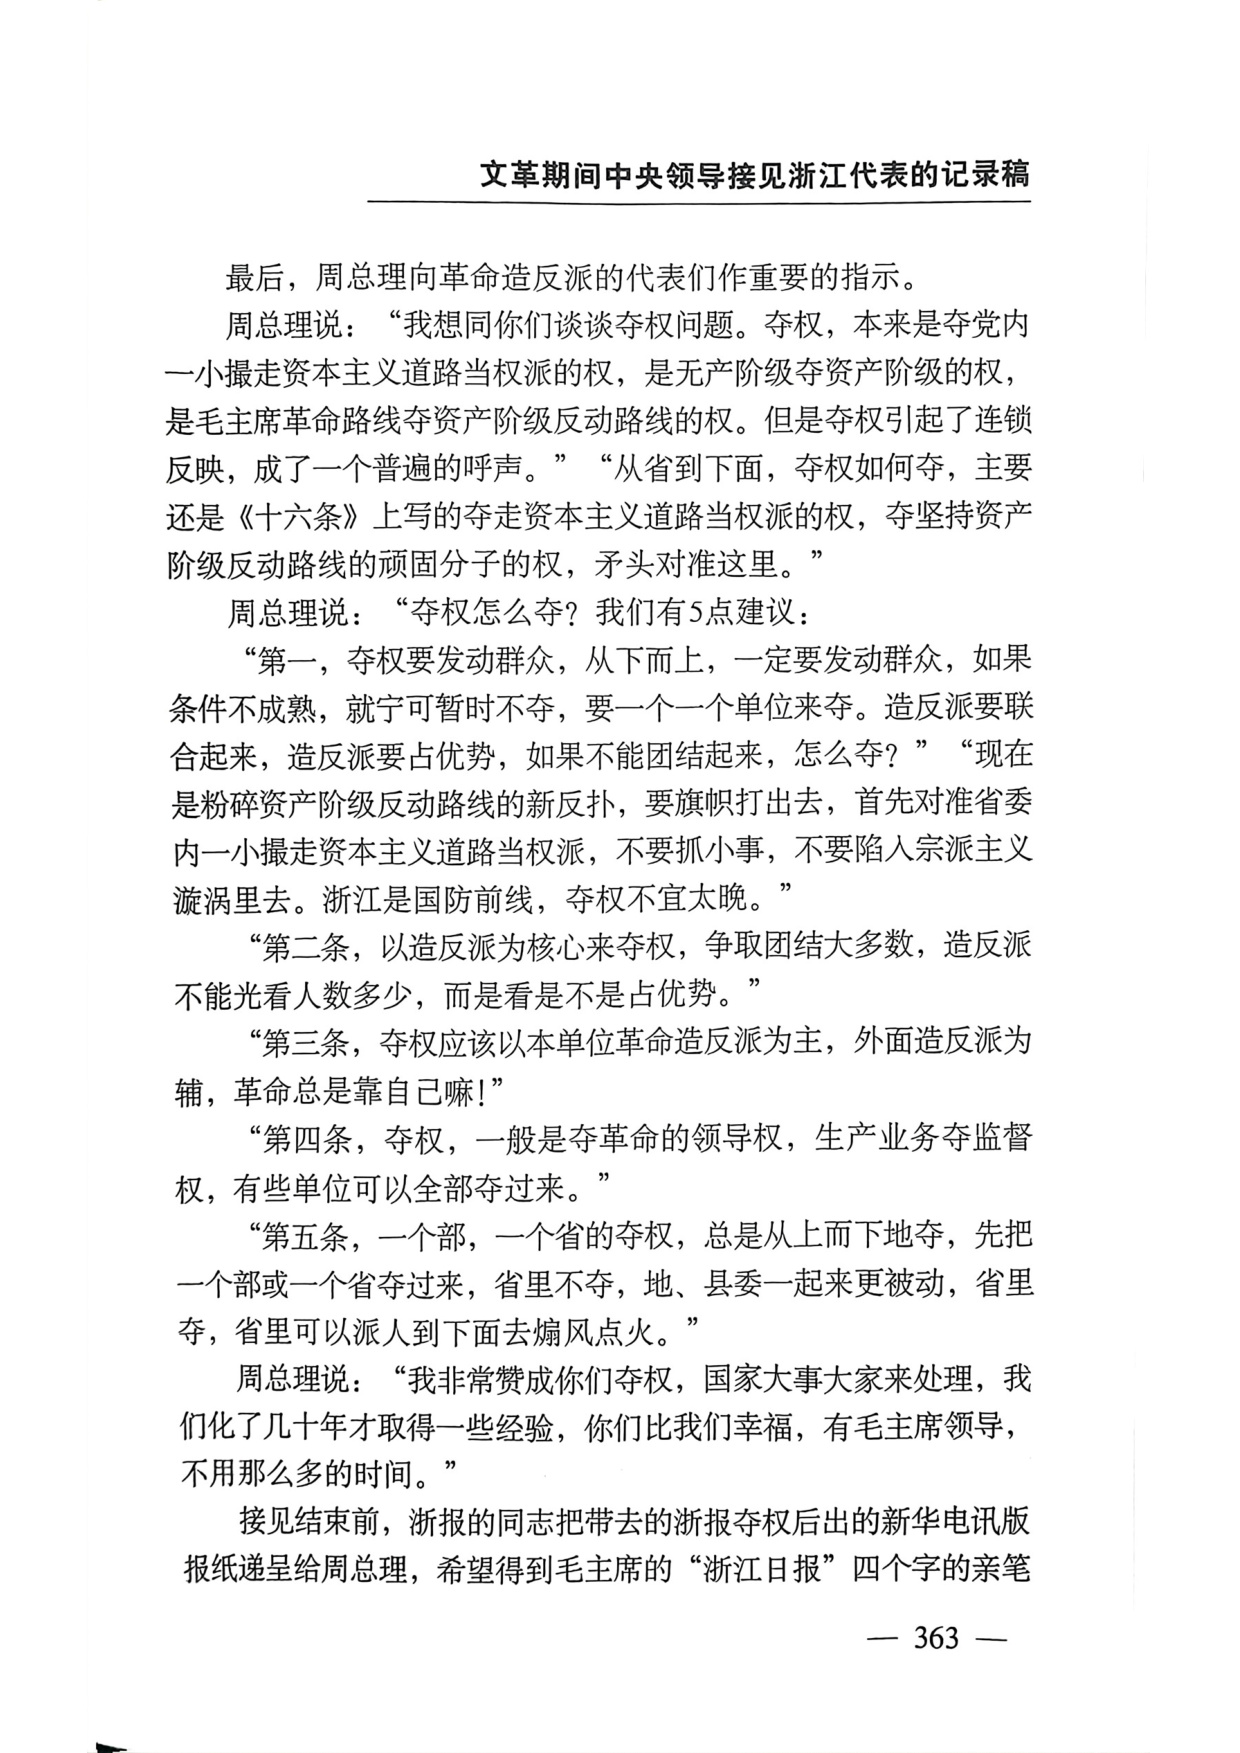 文革期间中央领导接见浙江代表的记录稿
最后，周总理向革命造反派的代表们作重要的指示。
周总理说：“我想同你们谈谈夺权问题。夺权，本来是夺党内
一小撮走资本主义道路当权派的权，是无产阶级夺资产阶级的权，
是毛主席革命路线夺资产阶级反动路线的权。但是夺权引起了连锁
反映，成了一个普遍的呼声。”“从省到下面，夺权如何夺，主要
还是《十六条》上写的夺走资本主义道路当权派的权，夺坚持资产
阶级反动路线的顽固分子的权，矛头对准这里。”
周总理说：“夺权怎么夺？我们有5点建议：
“第一，夺权要发动群众，从下而上，一定要发动群众，如果
条件不成熟，就宁可暂时不夺，要一个一个单位来夺。造反派要联
合起来，造反派要占优势，如果不能团结起来，怎么夺？”“现在
是粉碎资产阶级反动路线的新反扑，要旗帜打出去，首先对准省委
内一小撮走资本主义道路当权派，不要抓小事，不要陷入宗派主义
漩涡里去。浙江是国防前线，夺权不宜太晚。”
“第二条，以造反派为核心来夺权，争取团结大多数，造反派
不能光看人数多少，而是看是不是占优势。”
“第三条，夺权应该以本单位革命造反派为主，外面造反派为
辅，革命总是靠自己嘛！”
“第四条，夺权，一般是夺革命的领导权，生产业务夺监督
权，有些单位可以全部夺过来。”
“第五条，一个部，一个省的夺权，总是从上而下地夺，先把
一个部或一个省夺过来，省里不夺，地、县委一起来更被动，省里
夺，省里可以派人到下面去煽风点火。”
周总理说：“我非常赞成你们夺权，国家大事大家来处理，我
们化了几十年才取得一些经验，你们比我们幸福，有毛主席领导，
不用那么多的时间。”
接见结束前，浙报的同志把带去的浙报夺权后出的新华电讯版
报纸递呈给周总理，希望得到毛主席的“浙江日报”四个字的亲笔
— 363 —